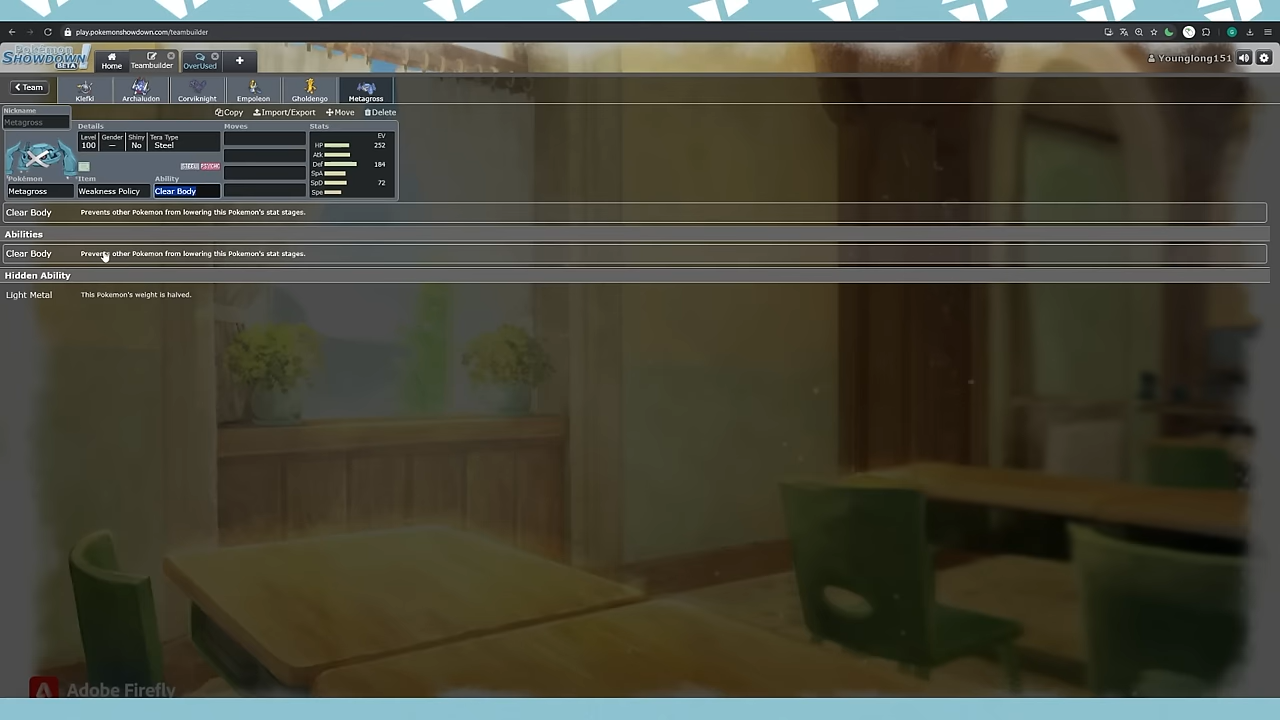 play.pokemonshowdown.com/teambuilder
Pokémon
SHOWDOWN
BETA
Home
Teambuilder
OverUsed
+
Younglong151
Team
Klefki
Archaludon
Corviknight
Empoleon
Gholdengo
Metagross
Copy
Import/Export
Move
Delete
Nickname
Metagross
Details
Moves
Stats
Level
Gender
Shiny
Tera Type
100
—
No
Steel
EV
HP 252
Atk
Def 184
SpA
SpD 72
Spe
STEEL PSYCHC
Pokémon
Item
Ability
Metagross
Weakness Policy
Clear Body
Clear Body Prevents other Pokemon from lowering this Pokemon's stat stages.
Abilities
Clear Body Prevents other Pokemon from lowering this Pokemon's stat stages.
Hidden Ability
Light Metal This Pokemon's weight is halved.
Adobe Firefly